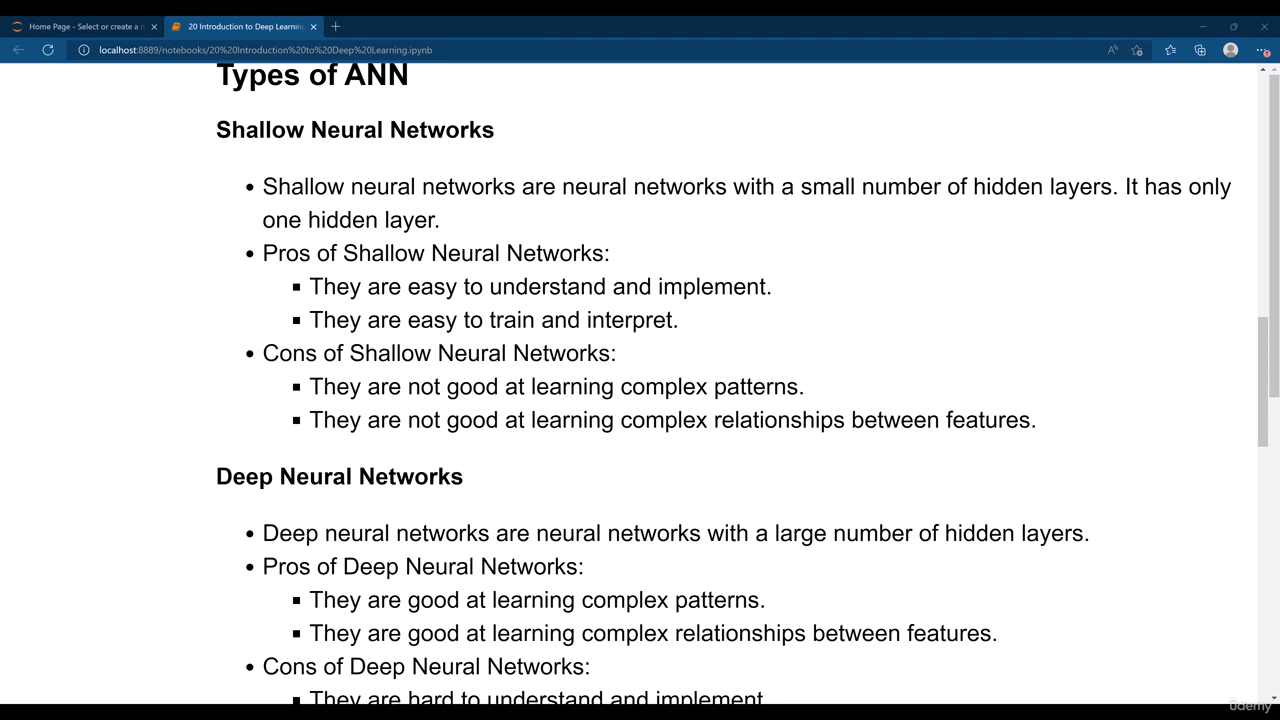 Home Page - Select or create a n
20 Introduction to Deep Learning
localhost:8889/notebooks/20%20Introduction%20to%20Deep%20Learning.ipynb
Types of ANN
Shallow Neural Networks
• Shallow neural networks are neural networks with a small number of hidden layers. It has only
one hidden layer.
• Pros of Shallow Neural Networks:
▪ They are easy to understand and implement.
▪ They are easy to train and interpret.
• Cons of Shallow Neural Networks:
▪ They are not good at learning complex patterns.
▪ They are not good at learning complex relationships between features.
Deep Neural Networks
• Deep neural networks are neural networks with a large number of hidden layers.
• Pros of Deep Neural Networks:
▪ They are good at learning complex patterns.
▪ They are good at learning complex relationships between features.
• Cons of Deep Neural Networks:
▪ They are hard to understand and implement.
Udemy